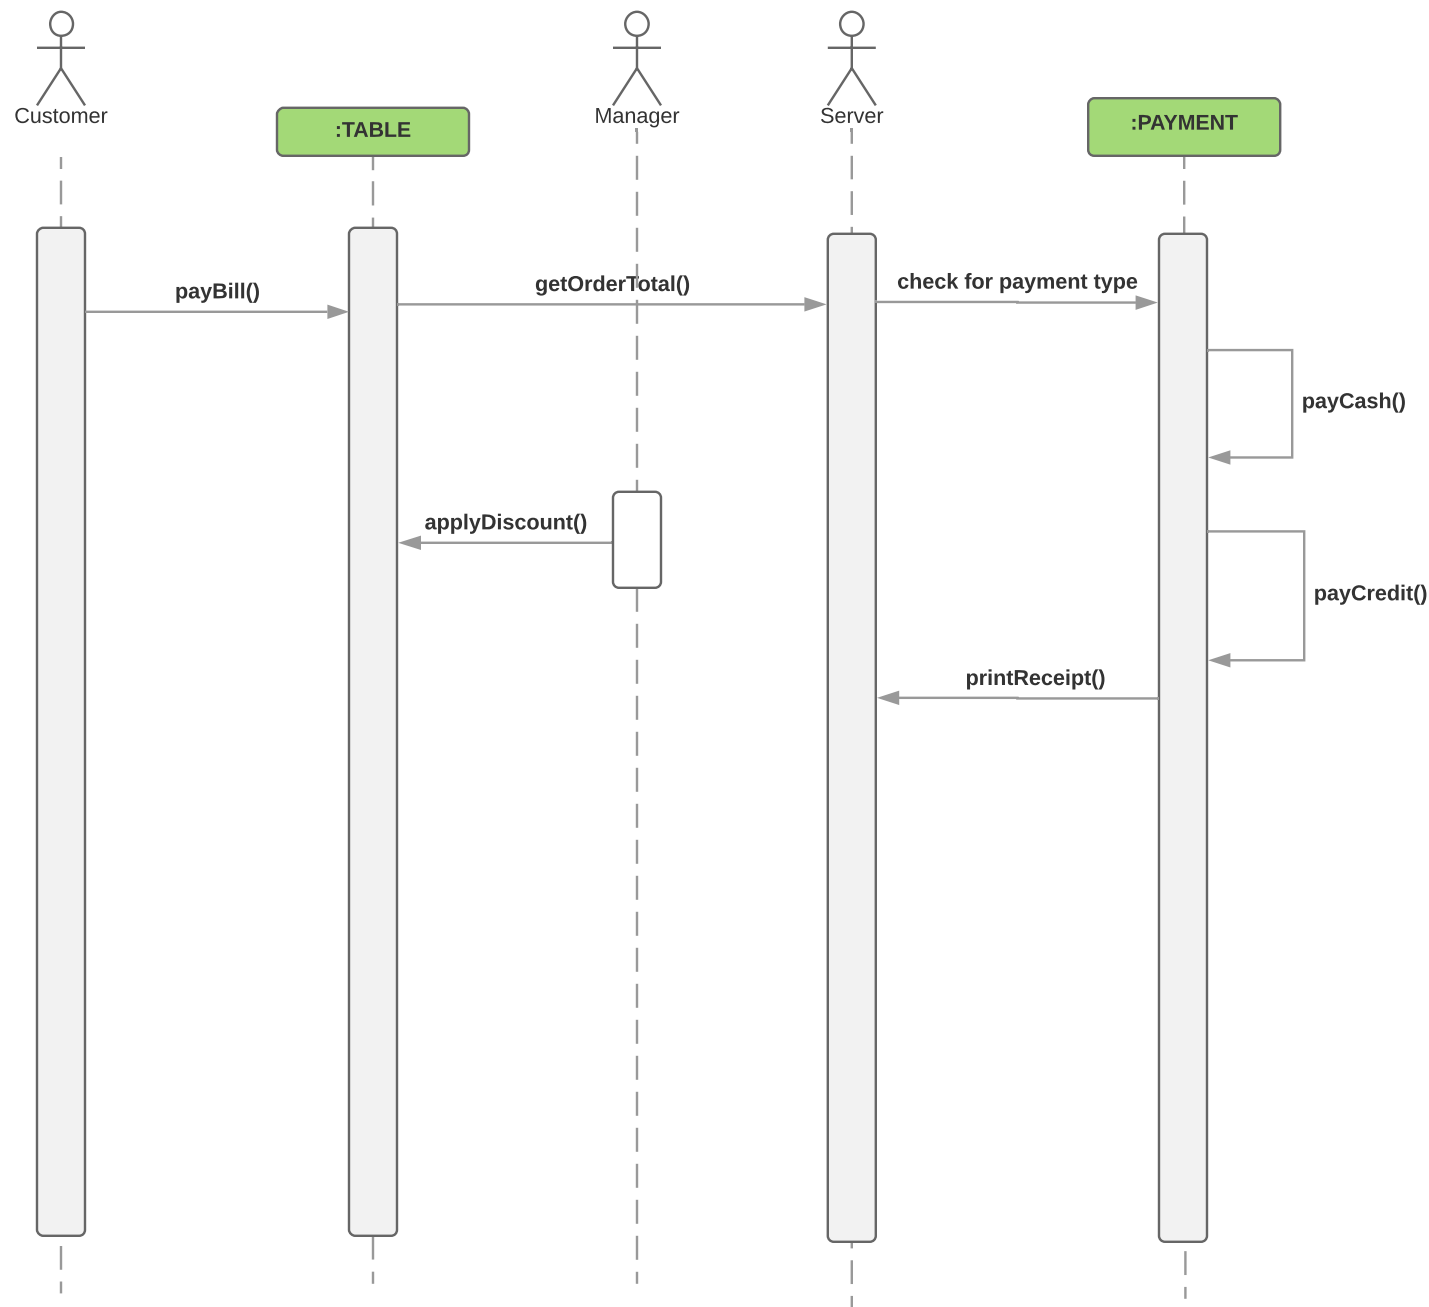 Customer
:TABLE
Manager
Server
:PAYMENT
payBill()
getOrderTotal()
check for payment type
payCash()
applyDiscount()
payCredit()
printReceipt()